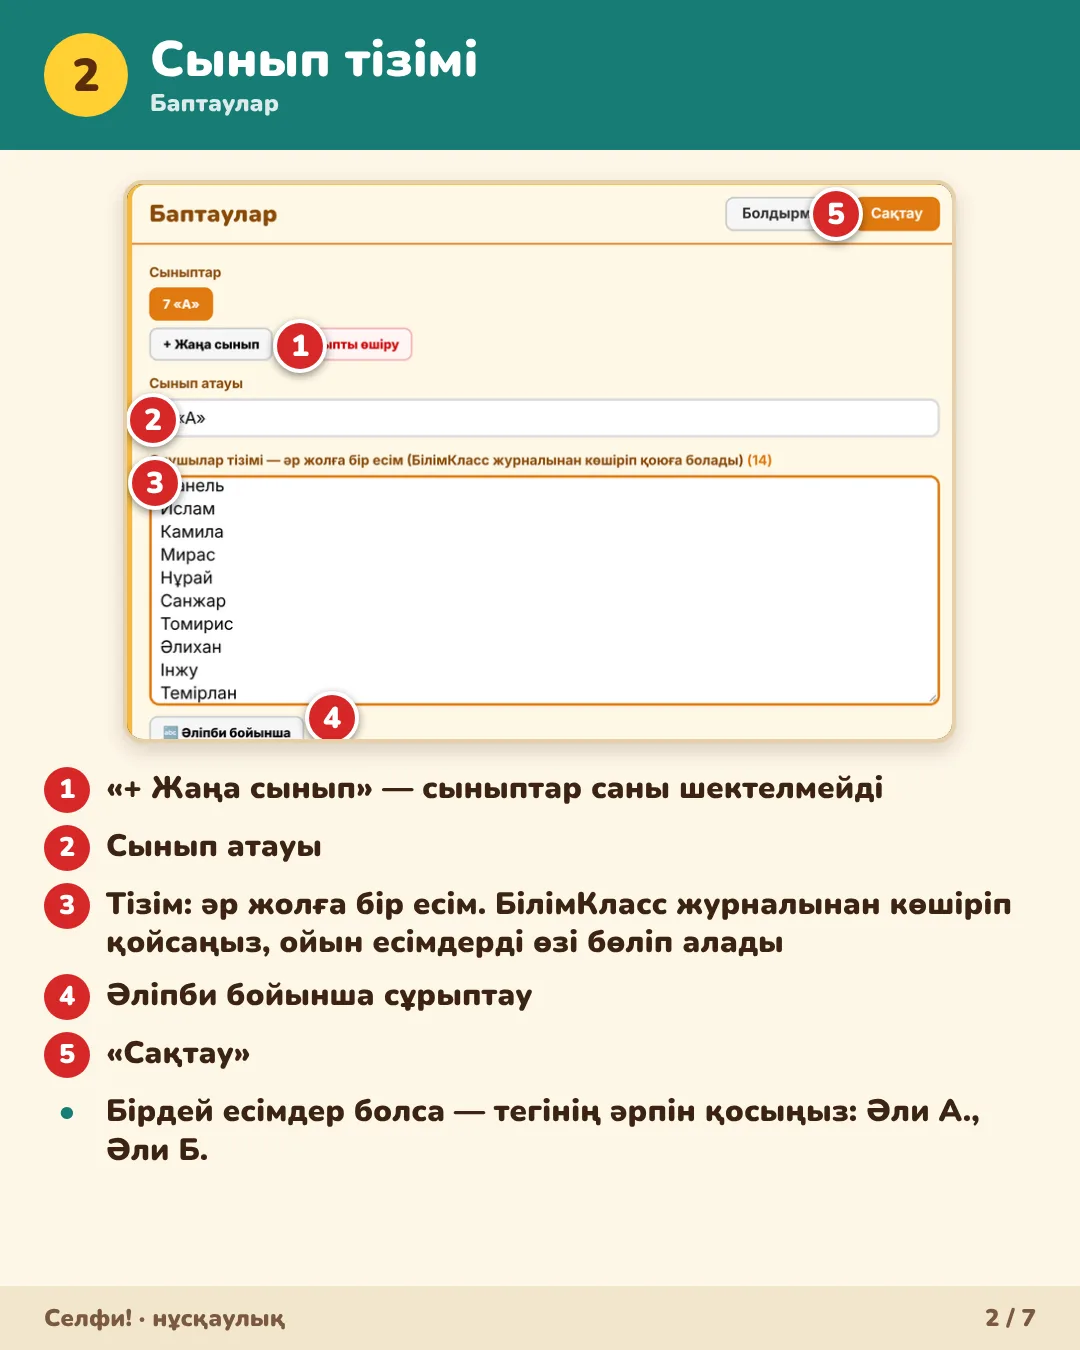 2
Сынып тізімі
Баптаулар
Баптаулар
Болдырм
5
Сақтау
Сыныптар
7 «А»
+ Жаңа сынып
1
ыпты өшіру
Сынып атауы
2
«А»
ушылар тізімі — әр жолға бір есім (БілімКласс журналынан көшіріп қоюға болады) (14)
3
анель
Ислам
Камила
Мирас
Нұрай
Санжар
Томирис
Әлихан
Інжу
Темірлан
abc Әліпби бойынша
4
1 «+ Жаңа сынып» — сыныптар саны шектелмейді
2 Сынып атауы
3 Тізім: әр жолға бір есім. БілімКласс журналынан көшіріп
қойсаңыз, ойын есімдерді өзі бөліп алады
4 Әліпби бойынша сұрыптау
5 «Сақтау»
• Бірдей есімдер болса — тегінің әрпін қосыңыз: Әли А.,
Әли Б.
Селфи! · нұсқаулық
2 / 7